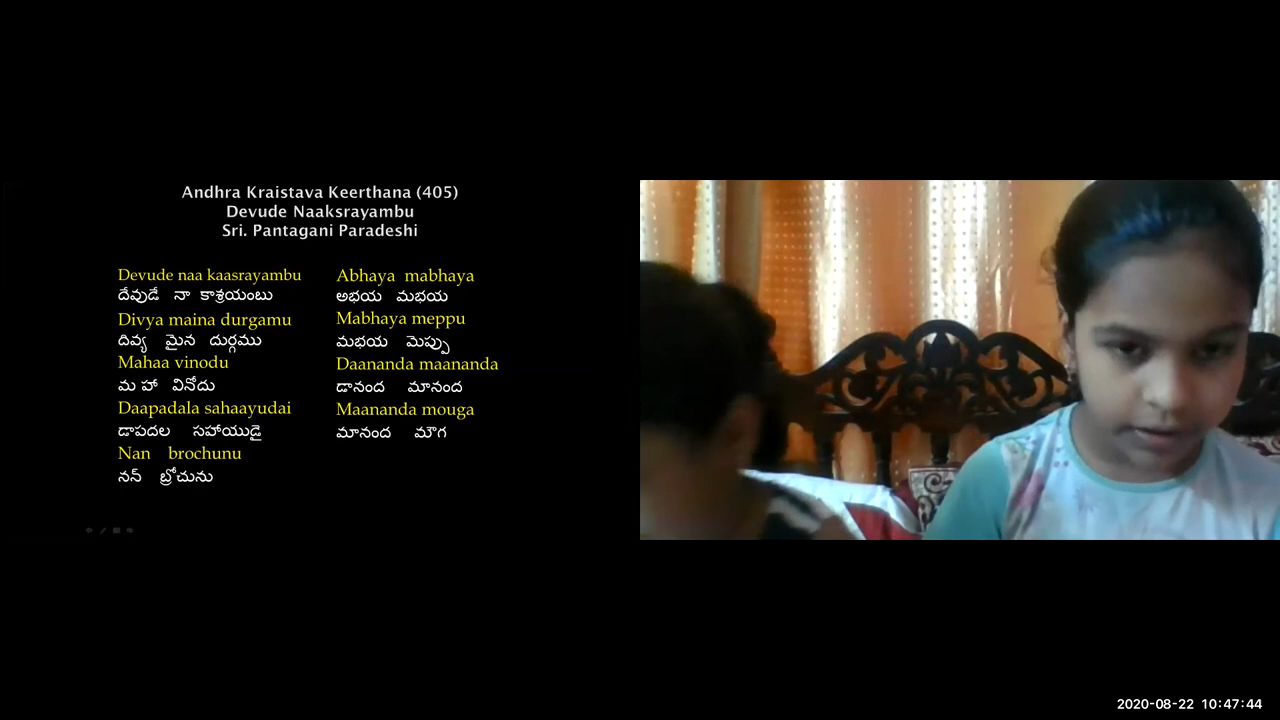 Andhra Kraistava Keerthana (405)
Devude Naaksrayambu
Sri. Pantagani Paradeshi
Devude naa kaasrayambu
దేవుడే నా కాశ్రయంబు
Divya maina durgamu
దివ్య మైన దుర్గము
Mahaa vinodu
మ హా వినోదు
Daapadala sahaayudai
డాపదల సహాయుడై
Nan brochunu
నన్ బ్రోచును
Abhaya mabhaya
అభయ మభయ
Mabhaya meppu
మభయ మెప్పు
Daananda maananda
డానంద మానంద
Maananda mouga
మానంద మౌగ
2020-08-22 10:47:44